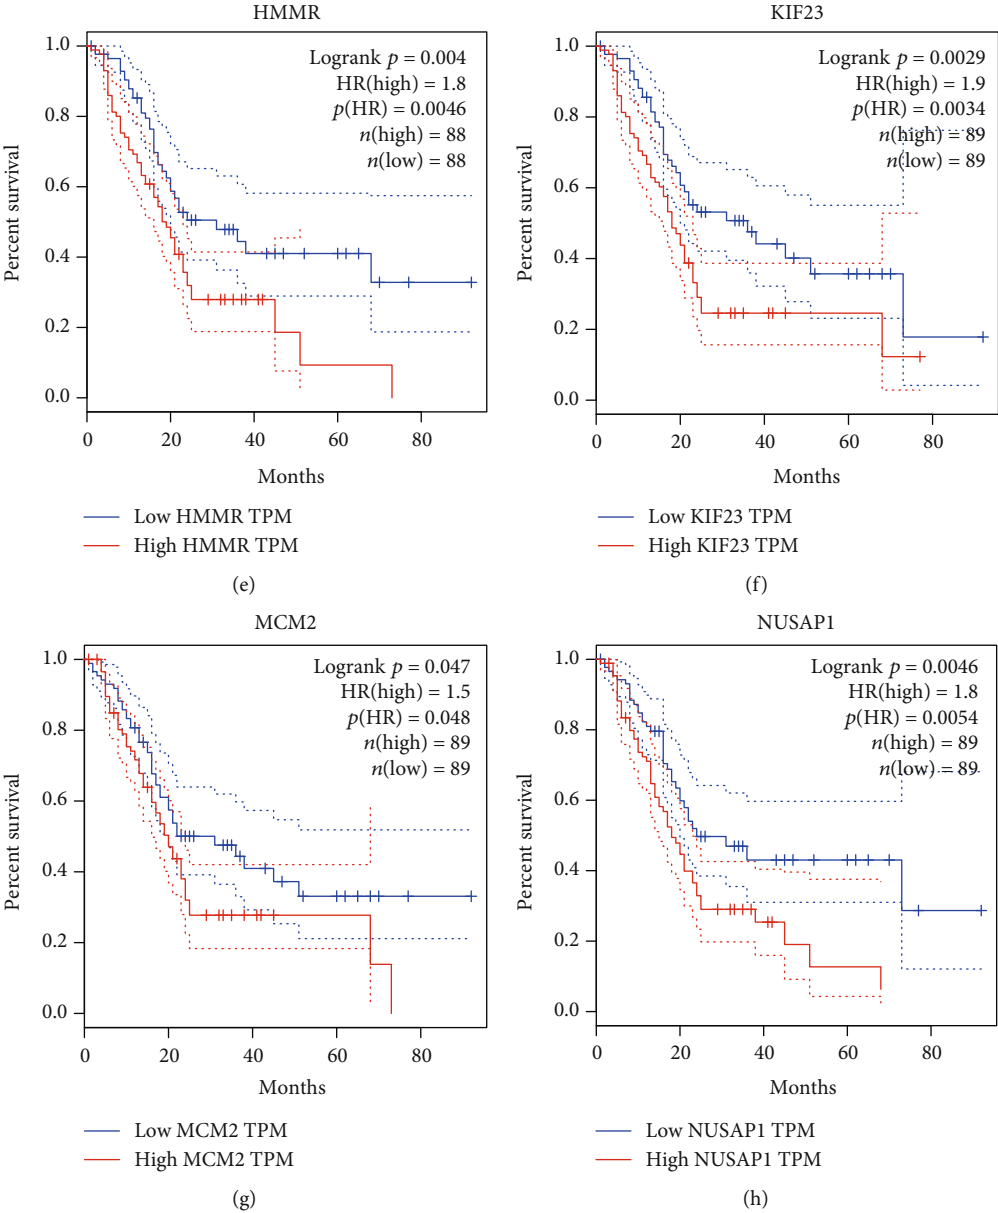 HMMR
Logrank p = 0.004
HR(high) = 1.8
p(HR) = 0.0046
n(high) = 88
n(low) = 88
Percent survival
1.0
0.8
0.6
0.4
0.2
0.0
0 20 40 60 80
Months
Low HMMR TPM
High HMMR TPM
(e)
KIF23
Logrank p = 0.0029
HR(high) = 1.9
p(HR) = 0.0034
n(high) = 89
n(low) = 89
Percent survival
1.0
0.8
0.6
0.4
0.2
0.0
0 20 40 60 80
Months
Low KIF23 TPM
High KIF23 TPM
(f)
MCM2
Logrank p = 0.047
HR(high) = 1.5
p(HR) = 0.048
n(high) = 89
n(low) = 89
Percent survival
1.0
0.8
0.6
0.4
0.2
0.0
0 20 40 60 80
Months
Low MCM2 TPM
High MCM2 TPM
(g)
NUSAP1
Logrank p = 0.0046
HR(high) = 1.8
p(HR) = 0.0054
n(high) = 89
n(low) = 89
Percent survival
1.0
0.8
0.6
0.4
0.2
0.0
0 20 40 60 80
Months
Low NUSAP1 TPM
High NUSAP1 TPM
(h)